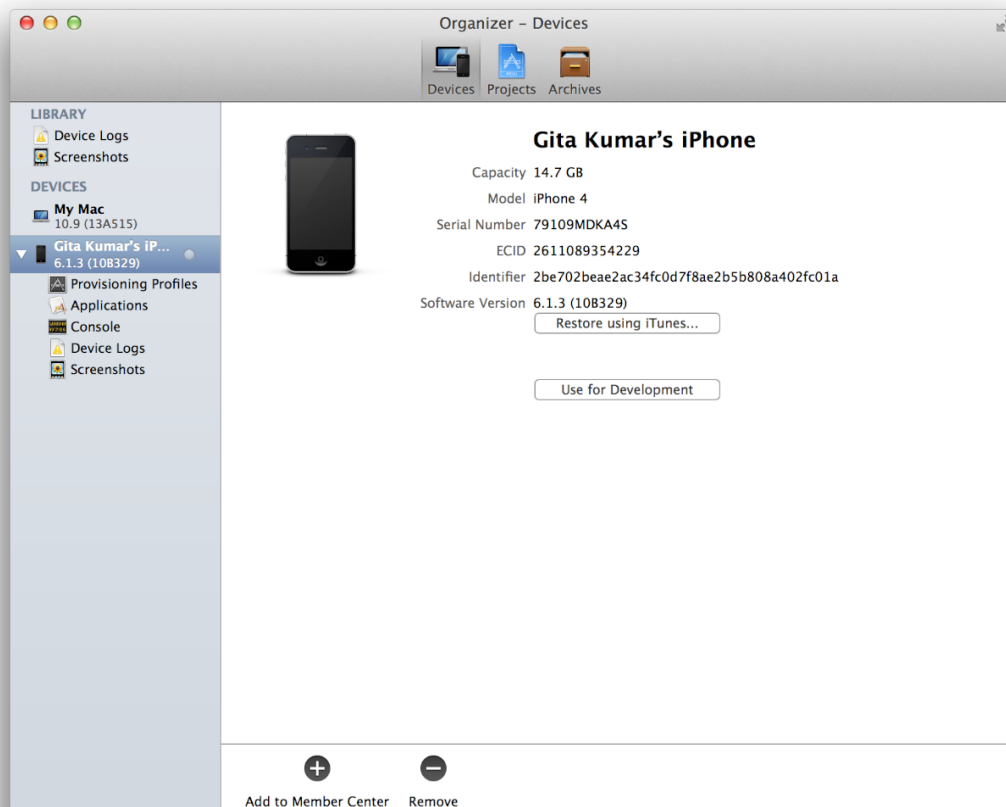 Organizer – Devices
Devices Projects Archives
LIBRARY
Device Logs
Screenshots
DEVICES
My Mac
10.9 (13A515)
Gita Kumar's iP...
6.1.3 (10B329)
Provisioning Profiles
Applications
Console
Device Logs
Screenshots
Gita Kumar's iPhone
Capacity 14.7 GB
Model iPhone 4
Serial Number 79109MDKA4S
ECID 2611089354229
Identifier 2be702beae2ac34fc0d7f8ae2b5b808a402fc01a
Software Version 6.1.3 (10B329)
Restore using iTunes...
Use for Development
Add to Member Center Remove